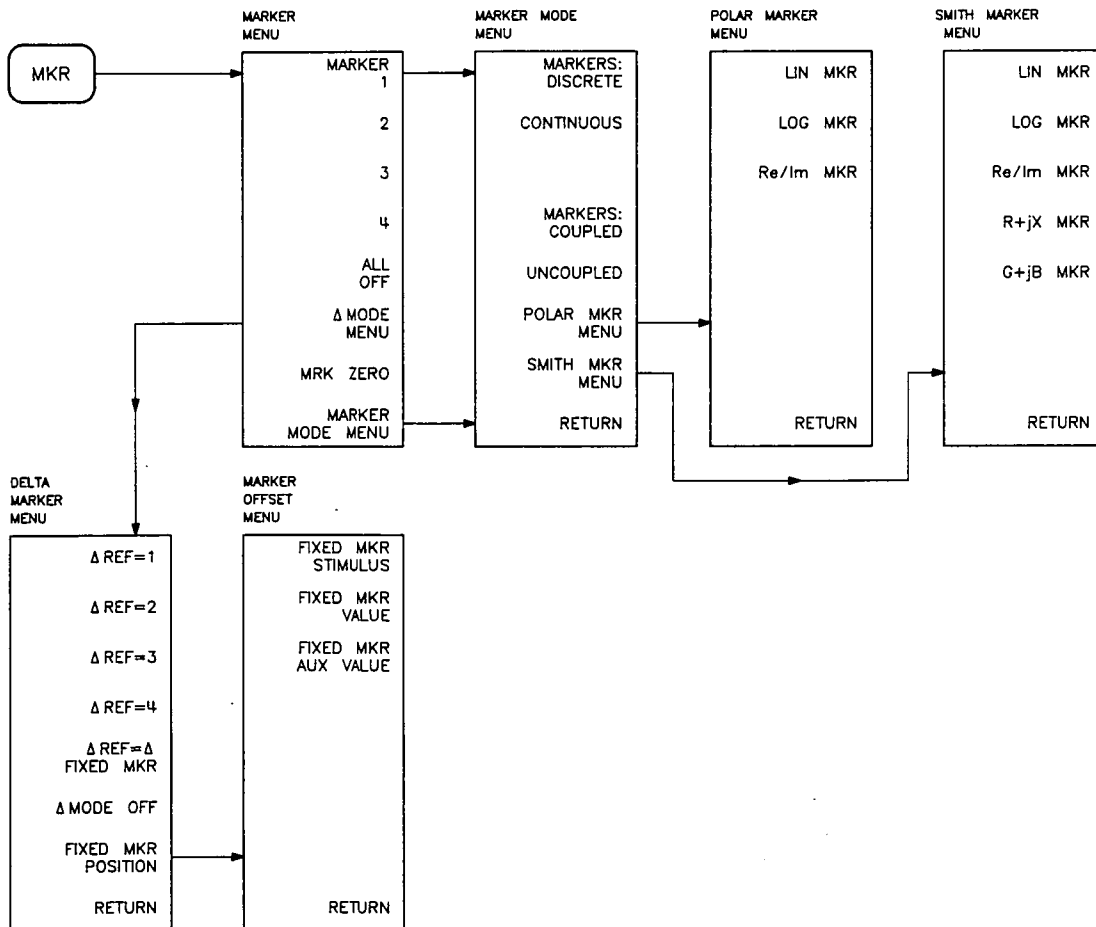 MKR
MARKER
MENU
MARKER
1
2
3
4
ALL
OFF
Δ MODE
MENU
MRK ZERO
MARKER
MODE MENU
MARKER MODE
MENU
MARKERS:
DISCRETE
CONTINUOUS
MARKERS:
COUPLED
UNCOUPLED
POLAR MKR
MENU
SMITH MKR
MENU
RETURN
POLAR MARKER
MENU
LIN MKR
LOG MKR
Re/Im MKR
RETURN
SMITH MARKER
MENU
LIN MKR
LOG MKR
Re/Im MKR
R+jX MKR
G+jB MKR
RETURN
DELTA
MARKER
MENU
Δ REF=1
Δ REF=2
Δ REF=3
Δ REF=4
Δ REF=Δ
FIXED MKR
Δ MODE OFF
FIXED MKR
POSITION
RETURN
MARKER
OFFSET
MENU
FIXED MKR
STIMULUS
FIXED MKR
VALUE
FIXED MKR
AUX VALUE
RETURN